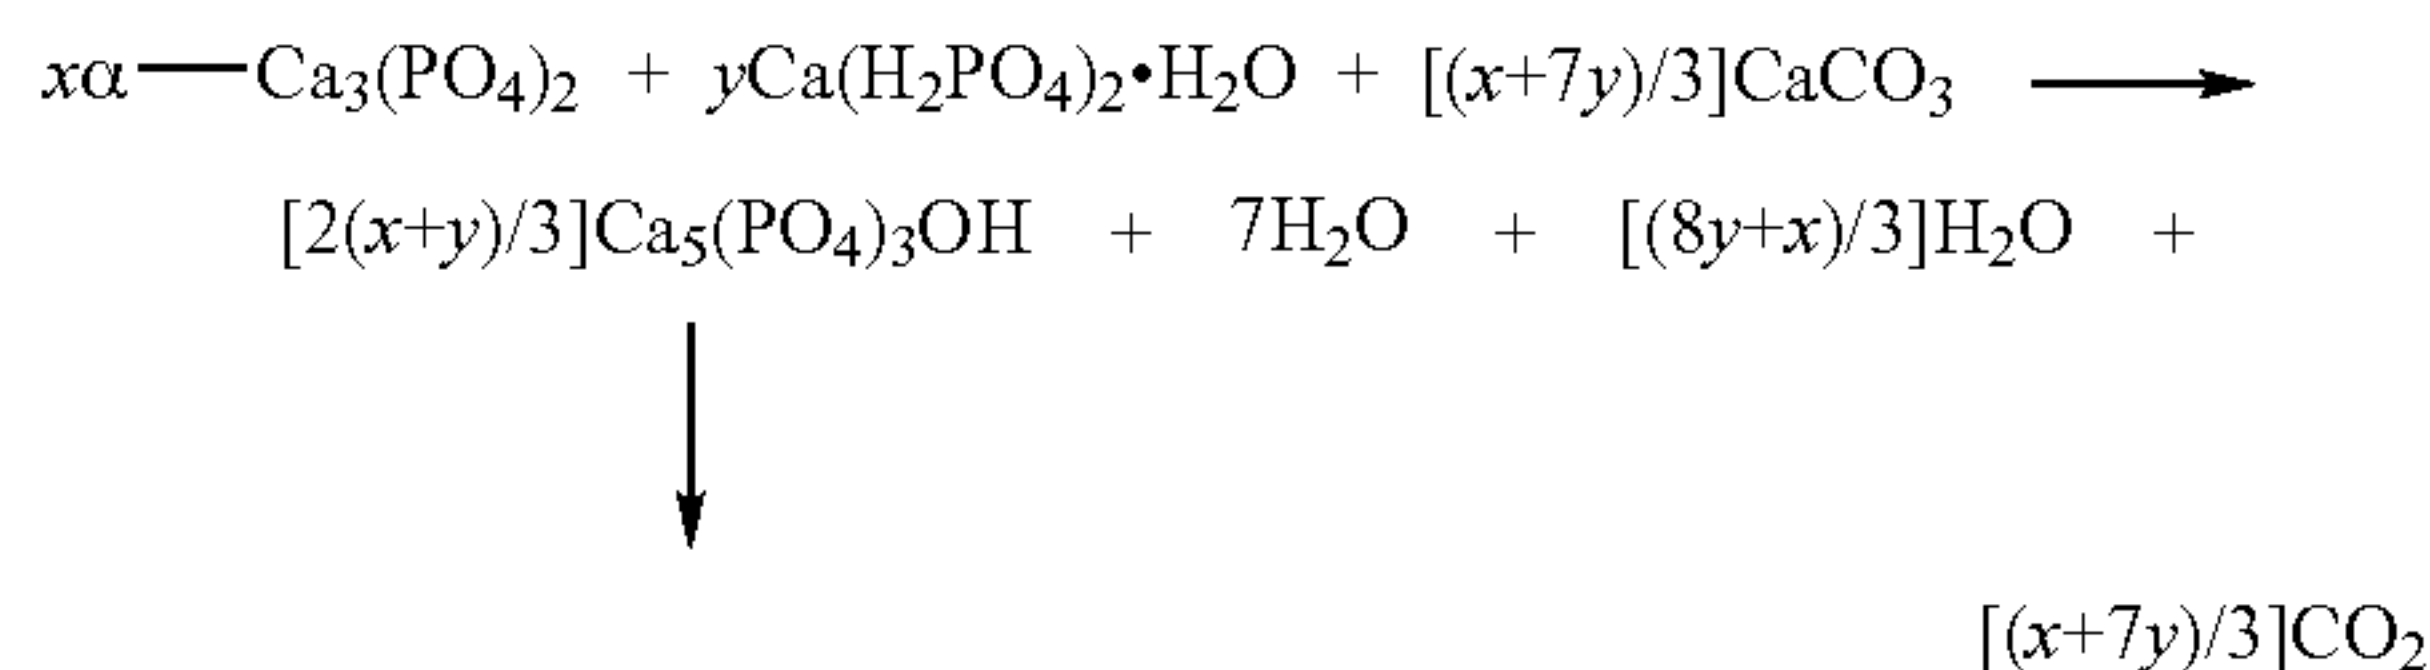 xα—Ca₃(PO₄)₂ + yCa(H₂PO₄)₂•H₂O + [(x+7y)/3]CaCO₃ ⟶
[2(x+y)/3]Ca₅(PO₄)₃OH + 7H₂O + [(8y+x)/3]H₂O +
[(x+7y)/3]CO₂